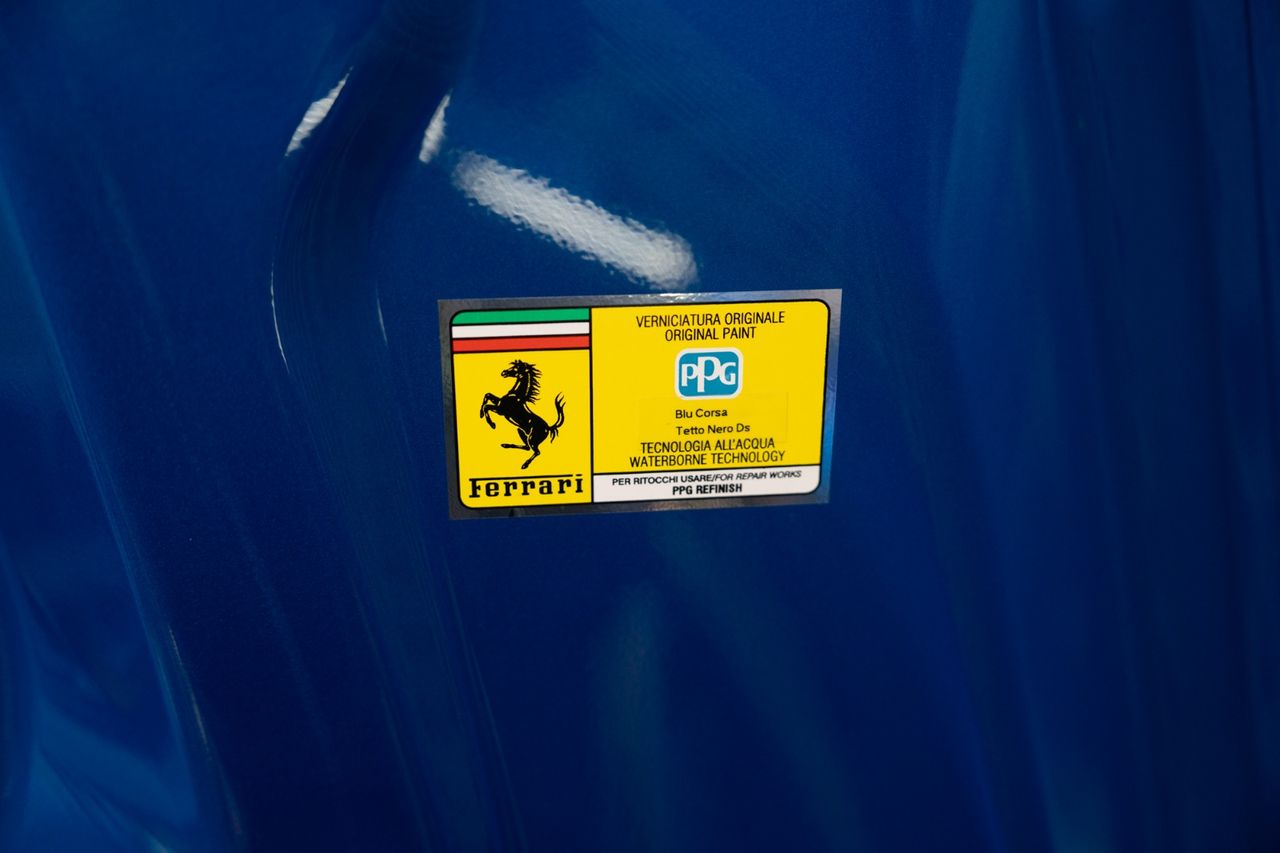 VERNICIATURA ORIGINALE
ORIGINAL PAINT
PPG
Blu Corsa
Tetto Nero Ds
TECNOLOGIA ALL'ACQUA
WATERBORNE TECHNOLOGY
PER RITOCCHI USARE/FOR REPAIR WORKS
PPG REFINISH
Ferrari